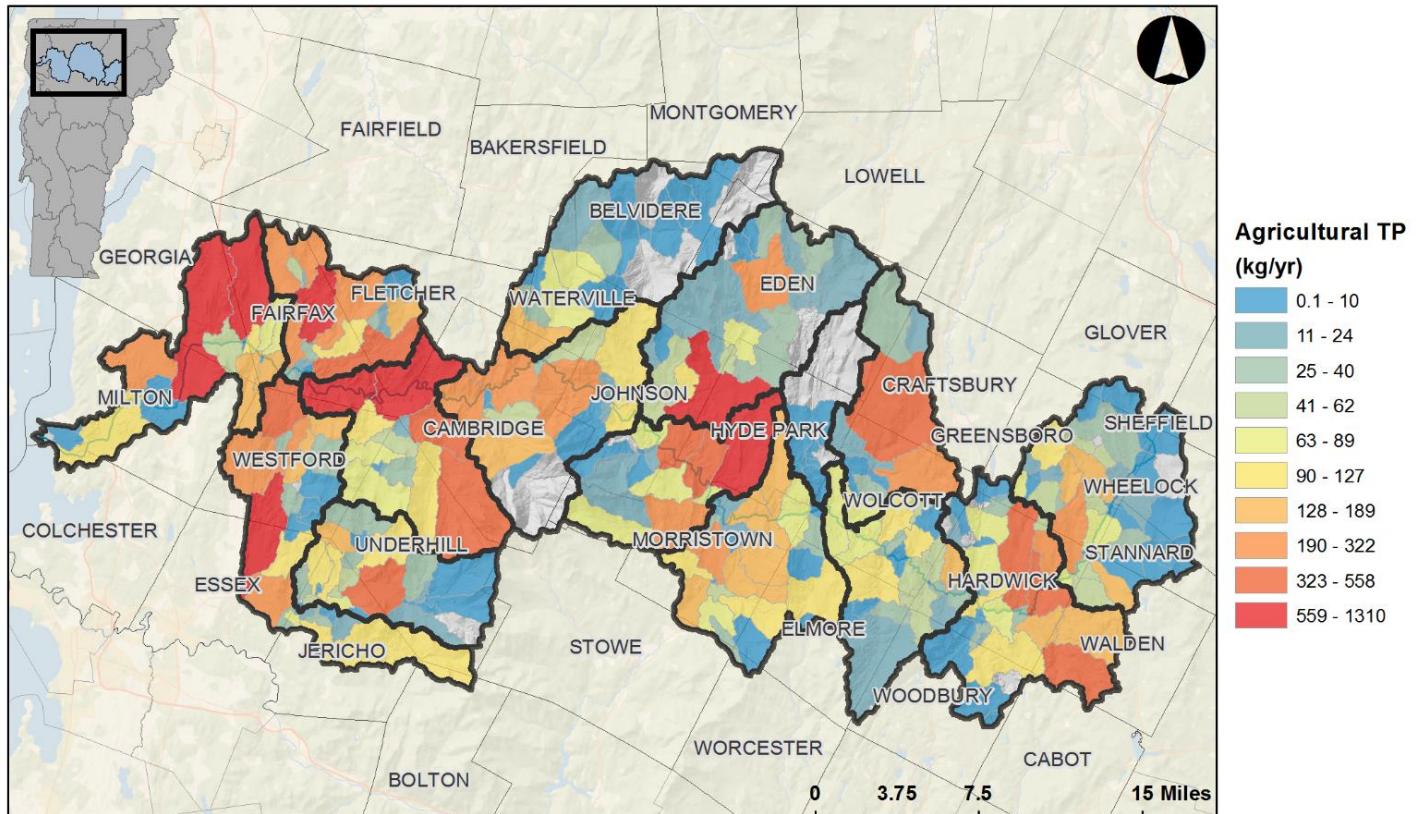 MONTGOMERY
FAIRFIELD
BAKERSFIELD
LOWELL
BELVIDERE
GEORGIA
EDEN
FLETCHER
WATERVILLE
FAIRFAX
GLOVER
MILTON
JOHNSON
CRAFTSBURY
CAMBRIDGE
HYDE PARK
GREENSBORO
SHEFFIELD
WESTFORD
WHEELOCK
WOLCOTT
COLCHESTER
MORRISTOWN
UNDERHILL
STANNARD
ESSEX
HARDWICK
ELMORE
JERICHO
STOWE
WALDEN
WOODBURY
WORCESTER
CABOT
BOLTON
0 3.75 7.5 15 Miles
Agricultural TP
(kg/yr)
0.1 - 10
11 - 24
25 - 40
41 - 62
63 - 89
90 - 127
128 - 189
190 - 322
323 - 558
559 - 1310